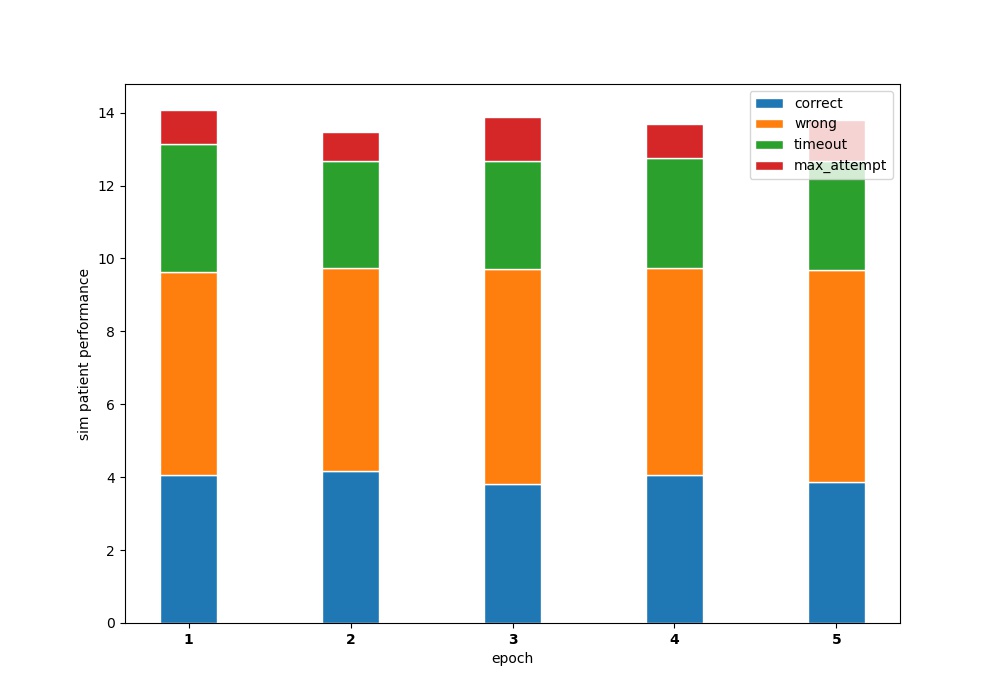 14
12
10
8
6
4
2
0
sim patient performance
correct
wrong
timeout
max_attempt
1 2 3 4 5
epoch